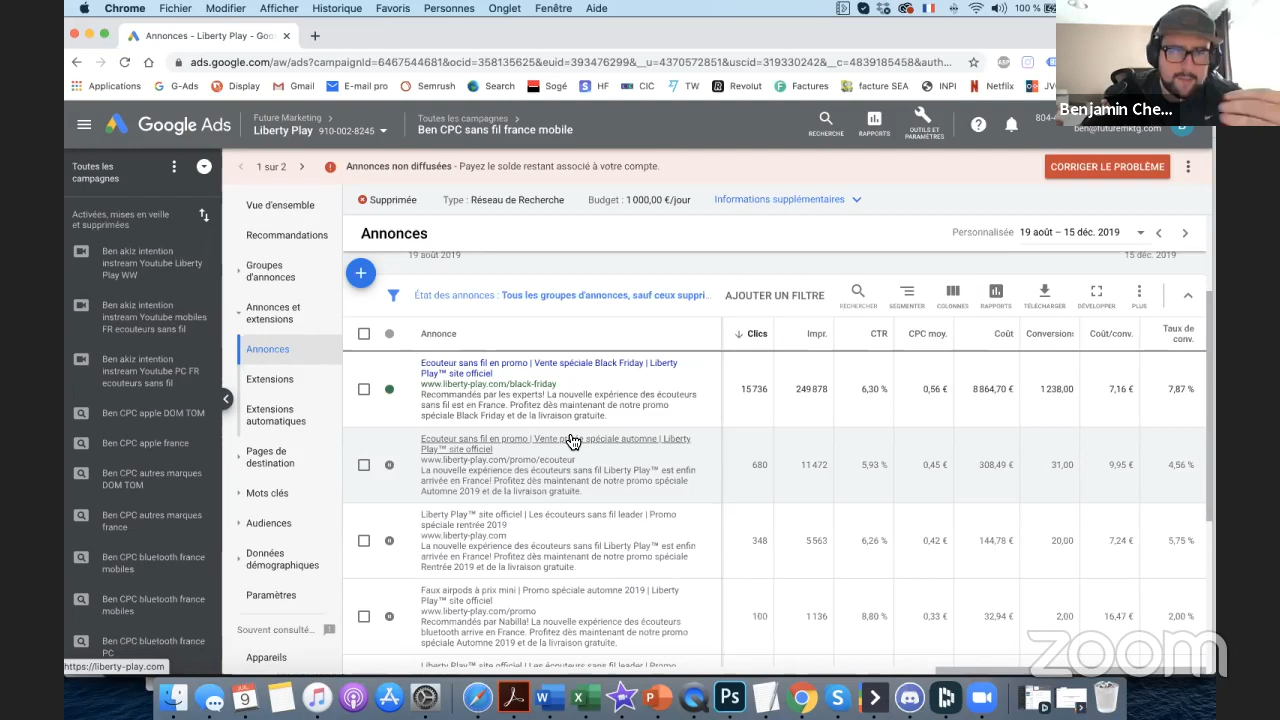 Chrome Fichier Modifier Afficher Historique Favoris Personnes Onglet Fenêtre Aide 100 %
Annonces - Liberty Play - Goo
ads.google.com/aw/ads?campaignId=6467544681&ocid=358135625&euid=393476299&__u=4370572851&uscid=319330242&__c=4839185458&auth...
Applications G-Ads Display Gmail E-mail pro Semrush Search Sogé HF CIC TW Revolut Factures facture SEA INPI Netflix
Benjamin Che...
Google Ads
Future Marketing
Liberty Play 910-002-8245
Toutes les campagnes
Ben CPC sans fil france mobile
RECHERCHE
RAPPORTS
OUTILS ET
PARAMÈTRES
ben@futuremktg.com
Toutes les
campagnes
1 sur 2
Annonces non diffusées - Payez le solde restant associé à votre compte.
CORRIGER LE PROBLÈME
Activées, mises en veille
et supprimées
Ben akiz intention
instream Youtube Liberty
Play WW
Ben akiz intention
instream Youtube mobiles
FR ecouteurs sans fil
Ben akiz intention
instream Youtube PC FR
ecouteurs sans fil
Ben CPC apple DOM TOM
Ben CPC apple france
Ben CPC autres marques
DOM TOM
Ben CPC autres marques
france
Ben CPC bluetooth france
mobiles
Ben CPC bluetooth france
mobiles
Ben CPC bluetooth france
PC
https://liberty-play.com
Vue d'ensemble
Recommandations
Groupes
d'annonces
Annonces et
extensions
Annonces
Extensions
Extensions
automatiques
Pages de
destination
Mots clés
Audiences
Données
démographiques
Paramètres
Souvent consulté...
Appareils
Supprimée Type : Réseau de Recherche Budget : 1 000,00 €/jour Informations supplémentaires
Annonces
Personnalisée 19 août – 15 déc. 2019
19 août 2019 15 déc. 2019
État des annonces : Tous les groupes d'annonces, sauf ceux suppri... AJOUTER UN FILTRE
RECHERCHER SEGMENTER COLONNES RAPPORTS TÉLÉCHARGER DÉVELOPPER PLUS
Annonce Clics Impr. CTR CPC moy. Coût Conversions Coût/conv. Taux de
conv.
Ecouteur sans fil en promo | Vente spéciale Black Friday | Liberty
Play™ site officiel
www.liberty-play.com/black-friday
Recommandés par les experts! La nouvelle expérience des écouteurs
sans fil est en France. Profitez dès maintenant de notre promo
spéciale Black Friday et de la livraison gratuite.
15 736 249 878 6,30 % 0,56 € 8 864,70 € 1 238,00 7,16 € 7,87 %
Ecouteur sans fil en promo | Vente spéciale automne | Liberty
Play™ site officiel
www.liberty-play.com/promo/ecouteur
La nouvelle expérience des écouteurs sans fil Liberty Play™ est enfin
arrivée en France! Profitez dès maintenant de notre promo spéciale
Automne 2019 et de la livraison gratuite.
680 11 472 5,93 % 0,45 € 308,49 € 31,00 9,95 € 4,56 %
Liberty Play™ site officiel | Les écouteurs sans fil leader | Promo
spéciale rentrée 2019
www.liberty-play.com
La nouvelle expérience des écouteurs sans fil Liberty Play™ est enfin
arrivée en France! Profitez dès maintenant de notre promo spéciale
Rentrée 2019 et de la livraison gratuite.
348 5 563 6,26 % 0,42 € 144,78 € 20,00 7,24 € 5,75 %
Faux airpods à prix mini | Promo spéciale automne 2019 | Liberty
Play™ site officiel
www.liberty-play.com/promo
Recommandés par Nabilla! La nouvelle expérience des écouteurs
bluetooth arrive en France. Profitez dès maintenant de notre promo
spéciale Automne 2019 et de la livraison gratuite.
100 1 136 8,80 % 0,33 € 32,94 € 2,00 16,47 € 2,00 %
Liberty Play™ site officiel | Les écouteurs sans fil leader | Promo
zoom